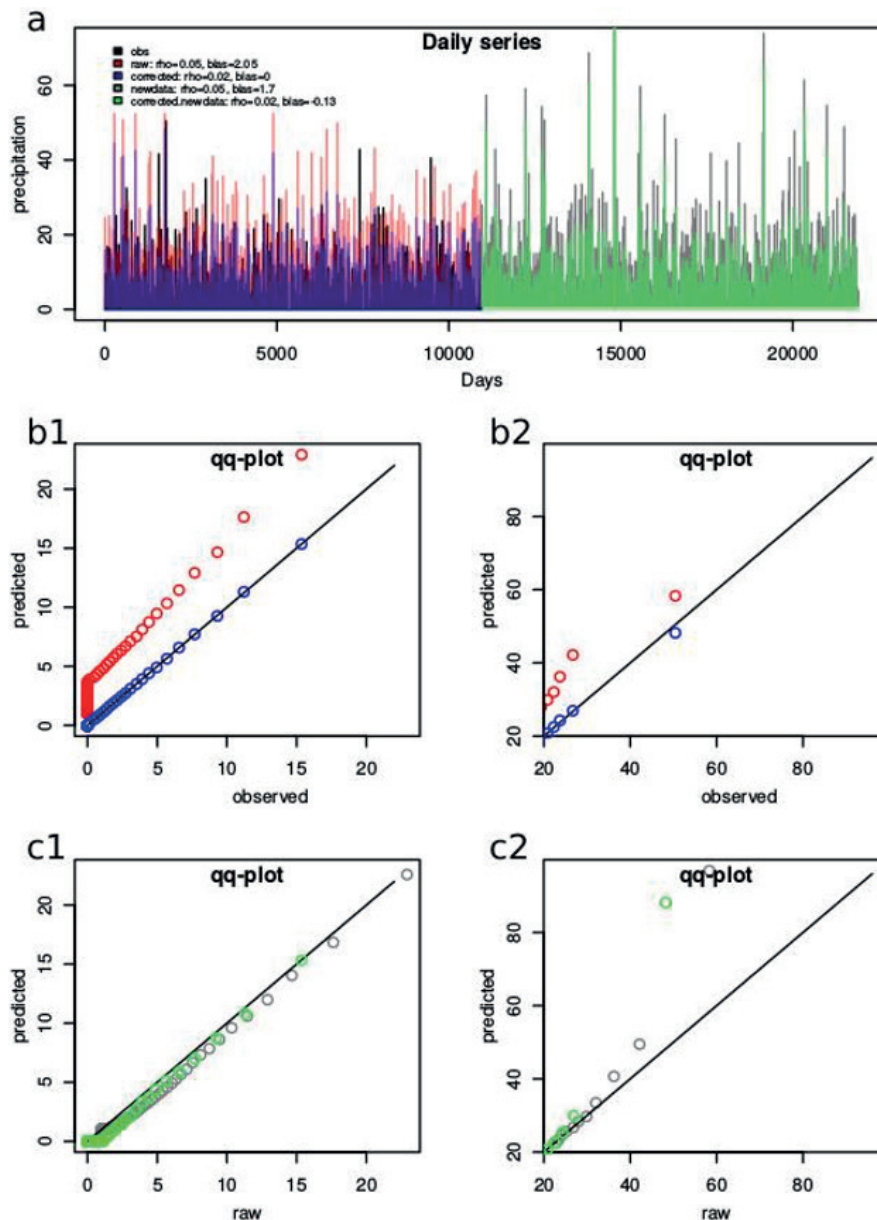 a
Daily series
obs
raw: rho=0.05, bias=2.05
corrected: rho=0.02, bias=0
newdata: rho=0.05, bias=1.7
corrected.newdata: rho=0.02, bias=-0.13
precipitation
60
40
20
0
0 5000 10000 15000 20000
Days
b1
qq-plot
predicted
20
15
10
5
0
0 5 10 15 20
observed
b2
qq-plot
predicted
80
60
40
20
20 40 60 80
observed
c1
qq-plot
predicted
20
15
10
5
0
0 5 10 15 20
raw
c2
qq-plot
predicted
80
60
40
20
20 40 60 80
raw